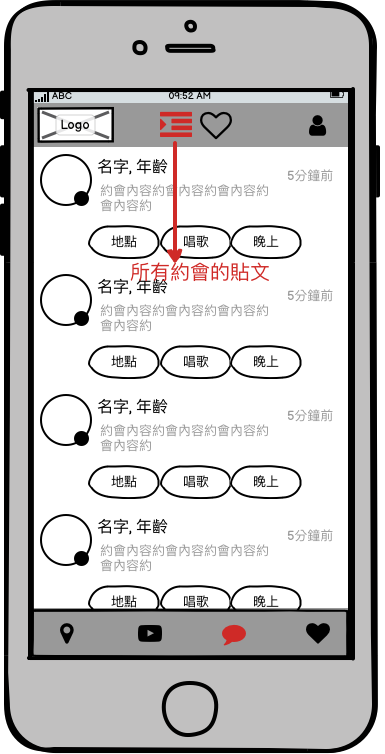 ABC 09:52 AM
Logo
名字, 年齡
5分鐘前
約會內容約會內容約會內容約
會內容約
地點 唱歌 晚上
所有約會的貼文
名字, 年齡
5分鐘前
約會內容約會內容約會內容約
會內容約
地點 唱歌 晚上
名字, 年齡
5分鐘前
約會內容約會內容約會內容約
會內容約
地點 唱歌 晚上
名字, 年齡
5分鐘前
約會內容約會內容約會內容約
會內容約
地點 唱歌 晚上